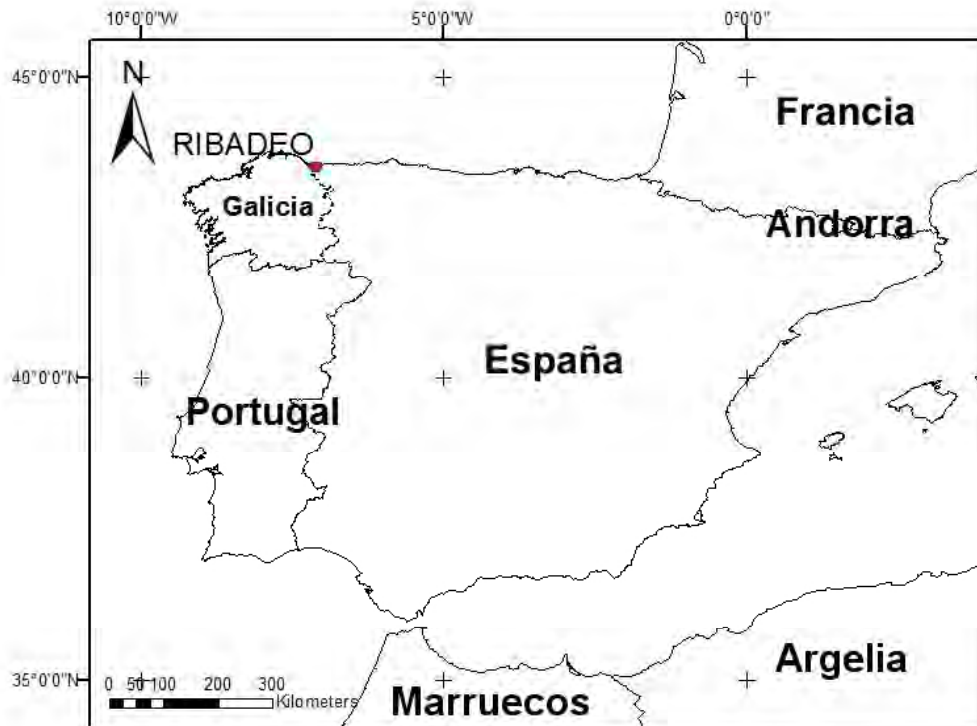 10°0'0"W 5°0'0"W 0°0'0"
45°0'0"N
N
Francia
RIBADEO
Galicia
Andorra
España
40°0'0"N
Portugal
Argelia
35°0'0"N
0 50 100 200 300
Kilometers
Marruecos